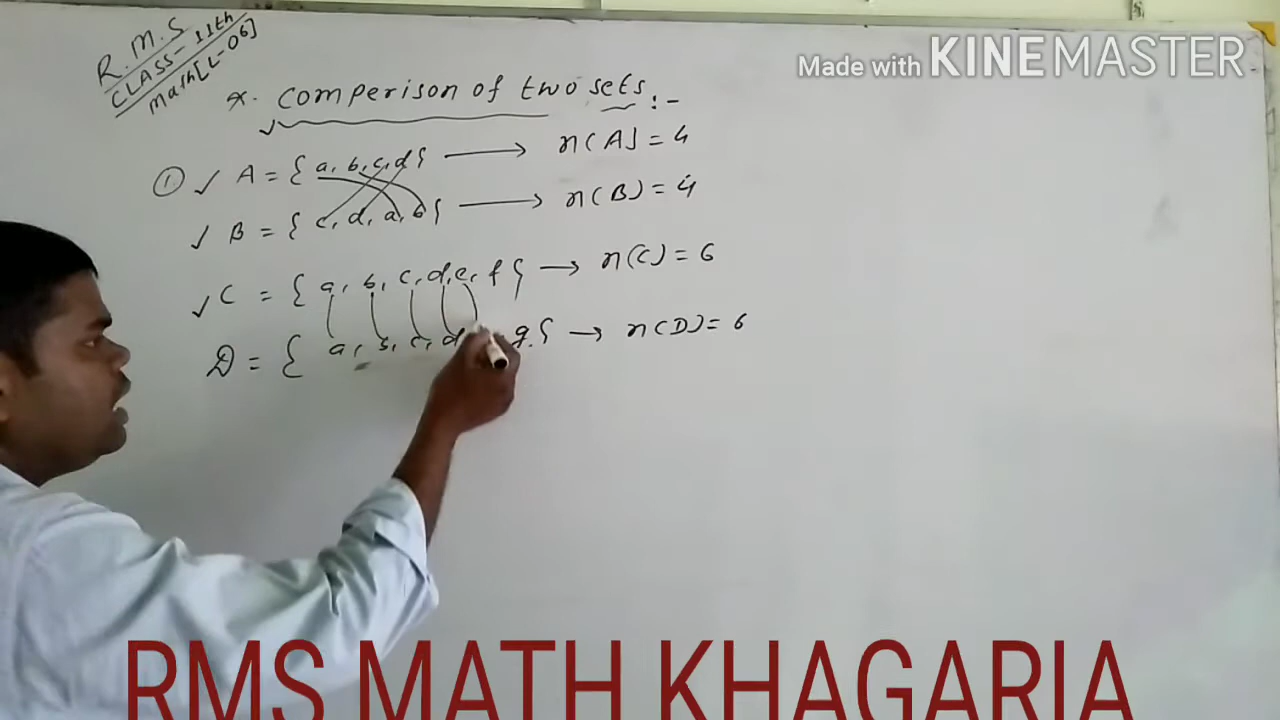 R.M.S
CLASS-11th
Math[L-06]
Made with KINEMASTER
*. comperison of two sets :-
① ✓ A = { a, b, c, d } → n(A) = 4
✓ B = { c, d, a, b } → n(B) = 4
✓ C = { a, b, c, d, e, f } → n(C) = 6
D = { a, b, c, d, g } → n(D) = 6
RMS MATH KHAGARIA